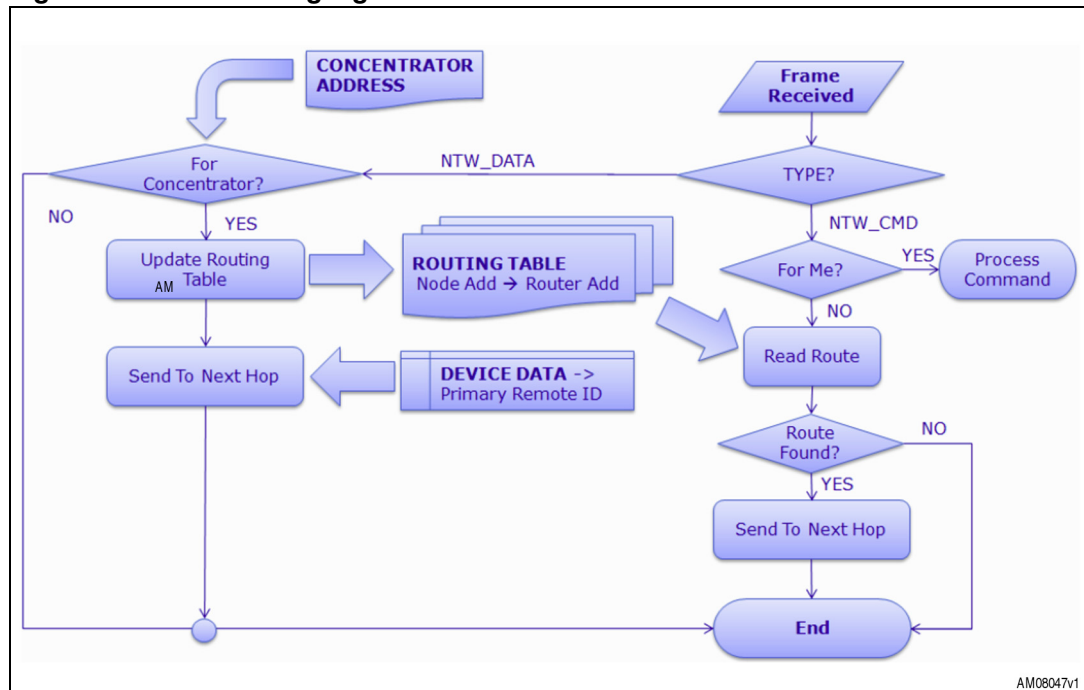 CONCENTRATOR
ADDRESS
Frame
Received
For
Concentrator?
NTW_DATA
TYPE?
NO
YES
NTW_CMD
Update Routing
Table
AM
ROUTING TABLE
Node Add → Router Add
For Me?
YES
Process
Command
NO
Send To Next Hop
DEVICE DATA ->
Primary Remote ID
Read Route
Route
Found?
NO
YES
Send To Next Hop
End
AM08047v1